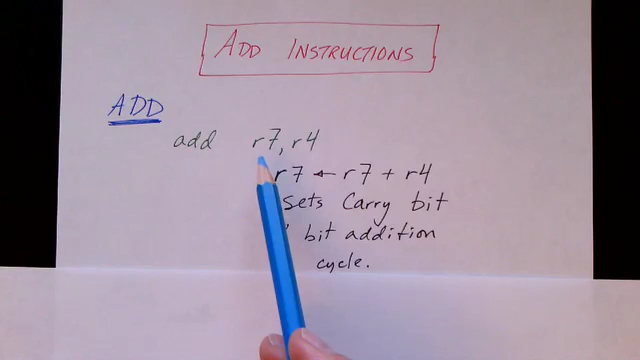 ADD INSTRUCTIONS
ADD
add r7, r4
r7 ← r7 + r4
Sets Carry bit
bit addition
cycle.